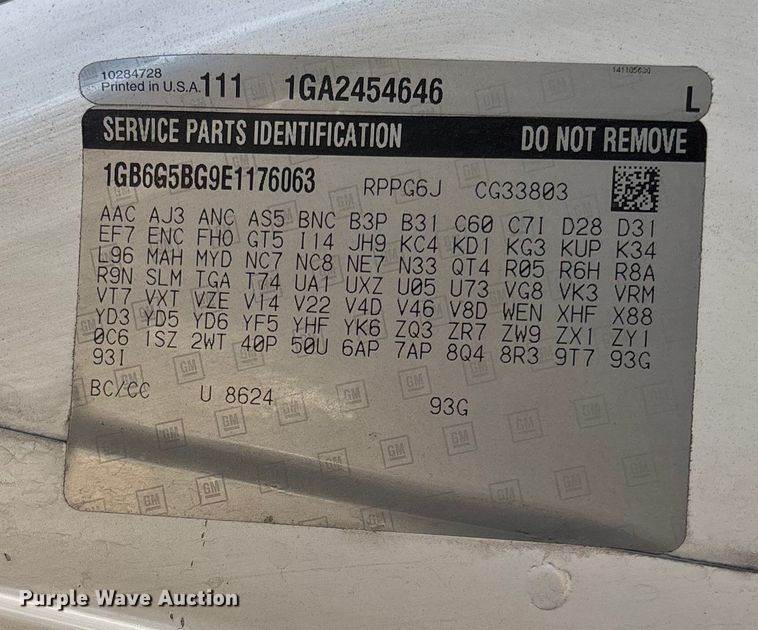 10284728
Printed in U.S.A. 111 1GA2454646 141105630
L
SERVICE PARTS IDENTIFICATION DO NOT REMOVE
1GB6G5BG9E1176063 RPPG6J CG33803
AAC AJ3 ANC AS5 BNC B3P B31 C60 C7I D28 D31
EF7 ENC FHO GT5 I14 JH9 KC4 KD1 KG3 KUP K34
L96 MAH MYD NC7 NC8 NE7 N33 QT4 R05 R6H R8A
R9N SLM TGA T74 UA1 UXZ U05 U73 VG8 VK3 VRM
VT7 VXT VZE V14 V22 V4D V46 V8D WEN XHF X88
YD3 YD5 YD6 YF5 YHF YK6 ZQ3 ZR7 ZW9 ZX1 ZY1
0C6 1SZ 2WT 40P 50U 6AP 7AP 8Q4 8R3 9T7 93G
93I
BC/CC U 8624 93G
Purple Wave Auction